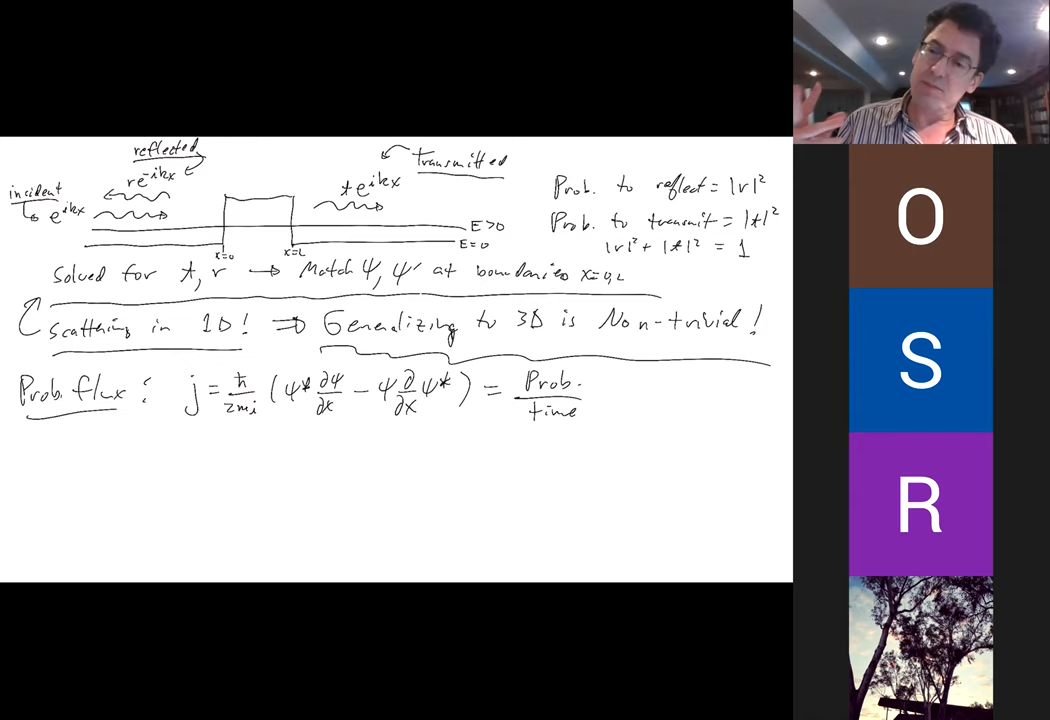 reflected
re^-ikx
incident
e^ikx
transmitted
te^ikx
E>0
E=0
x=0
x=L
Prob. to reflect = |r|²
Prob. to transmit = |t|²
|r|² + |t|² = 1
Solved for t, r → Match Ψ, Ψ' at boundaries x=0,L
Scattering in 1D! ⇒ Generalizing to 3D is Non-trivial!
Prob. flux: j = ℏ/2mi (Ψ* ∂Ψ/∂x − Ψ ∂/∂x Ψ*) = Prob./time
O
S
R